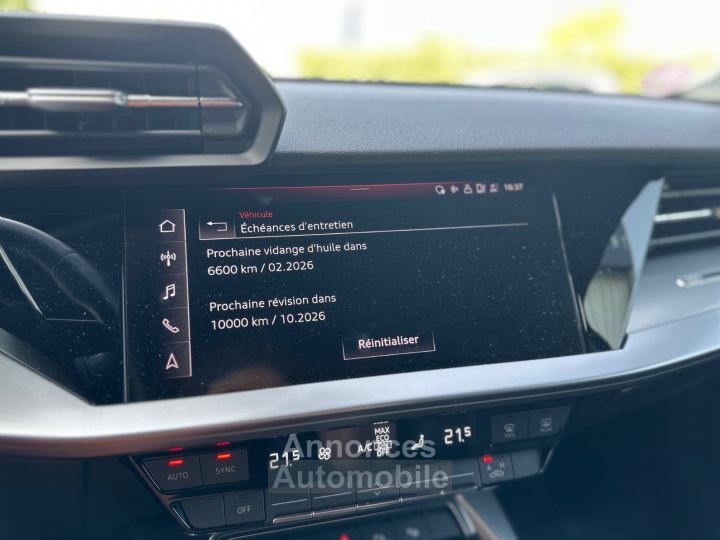 16:37
Véhicule
Échéances d'entretien
Prochaine vidange d'huile dans
6600 km / 02.2026
Prochaine révision dans
10000 km / 10.2026
Réinitialiser
MAX
ECO
A/C
OFF
21.5
21.5
AUTO
SYNC
OFF
A
M
Annonces
Automobile